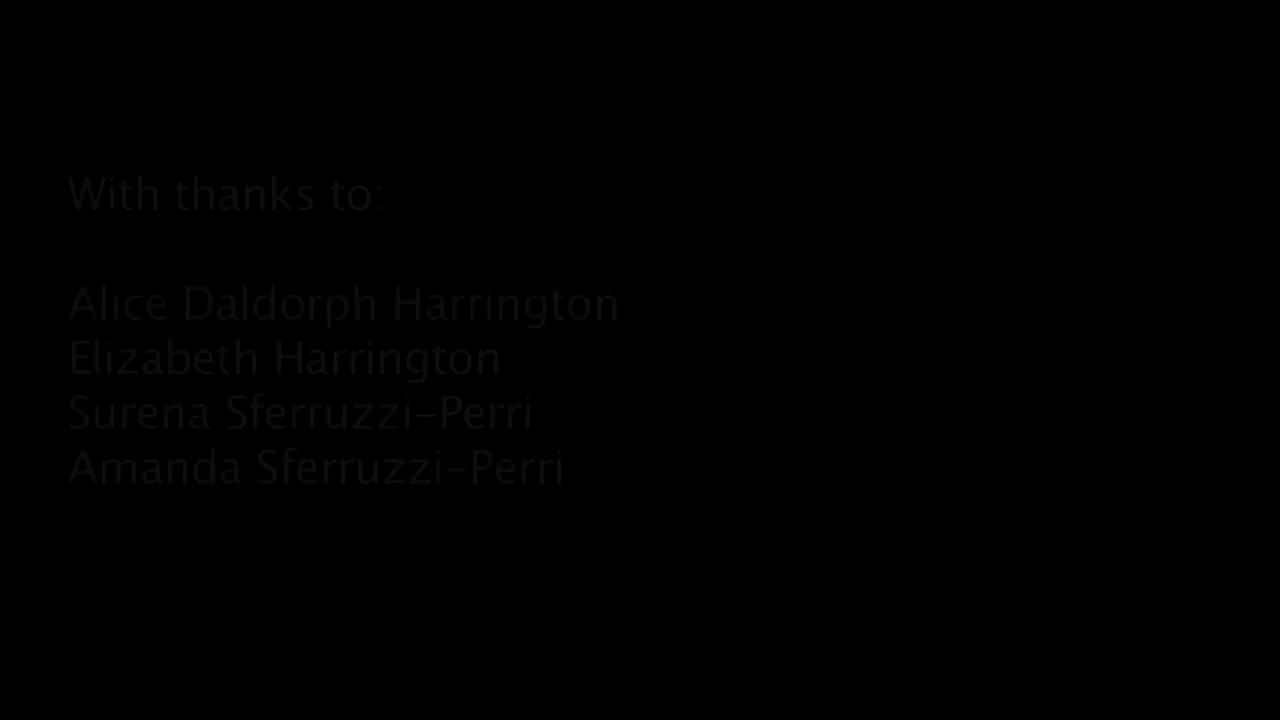 With thanks to:
Alice Daldorph Harrington
Elizabeth Harrington
Surena Sferruzzi-Perri
Amanda Sferruzzi-Perri